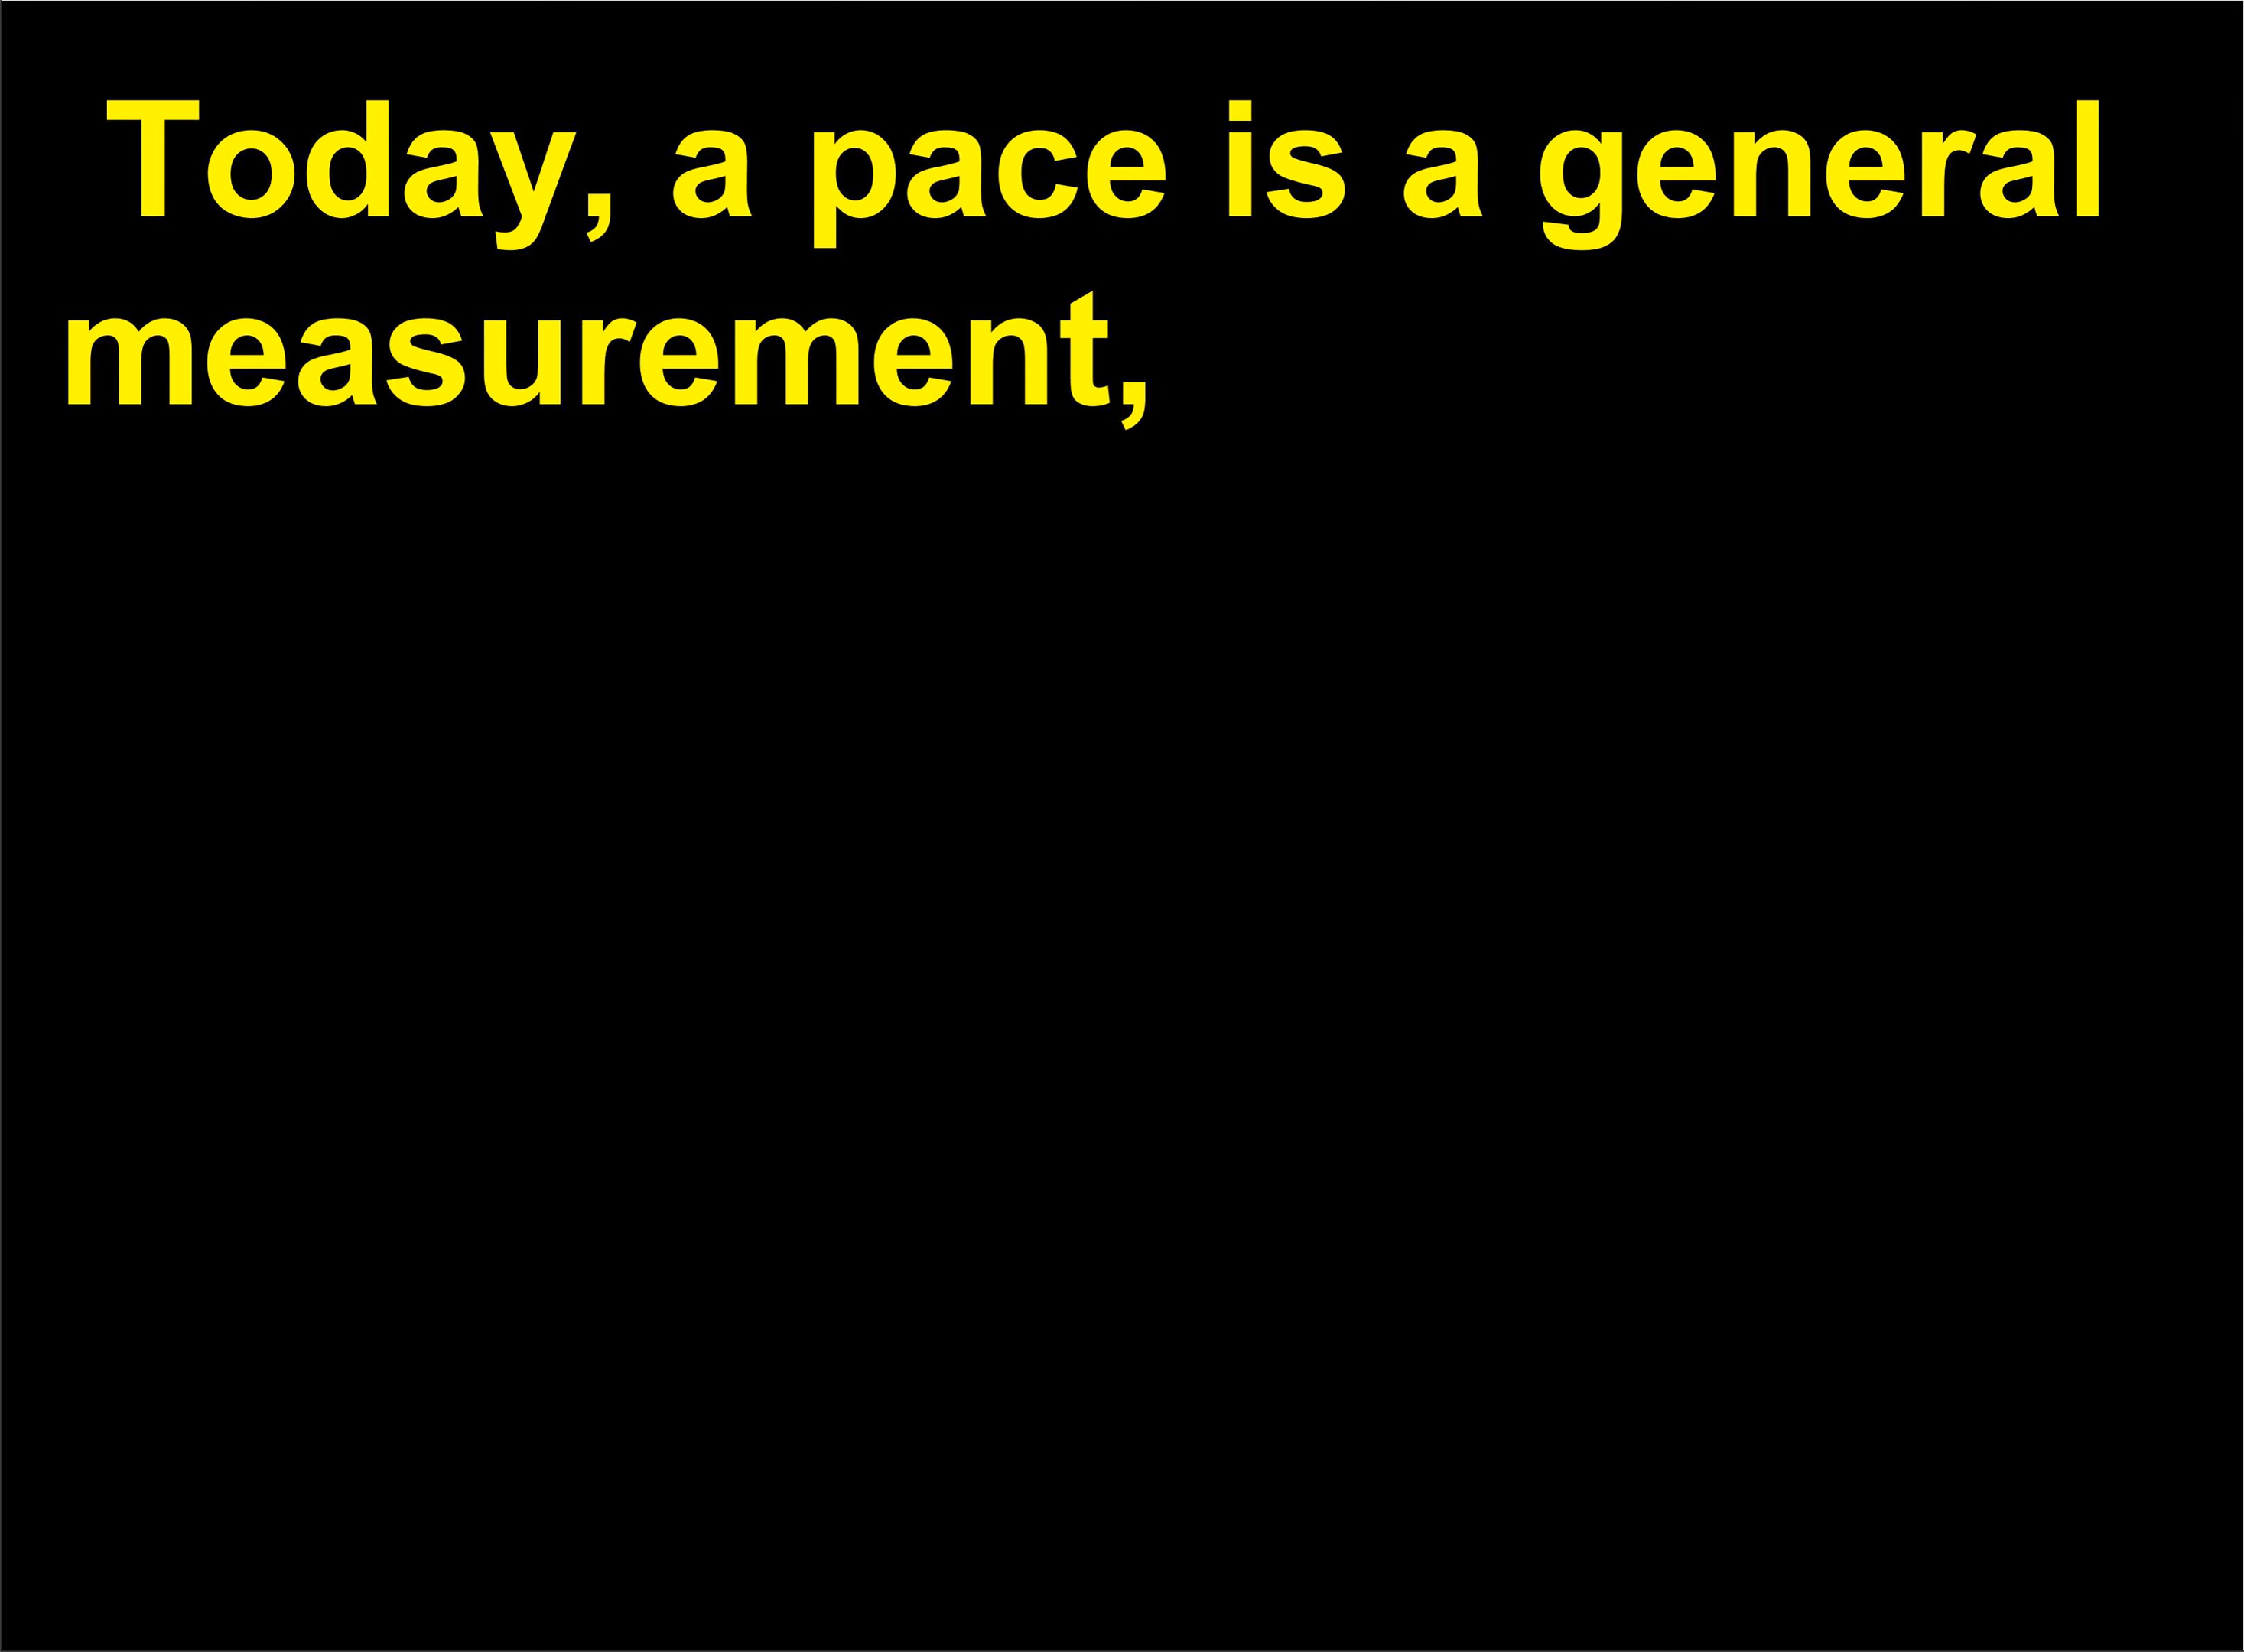 Today, a pace is a general
measurement,